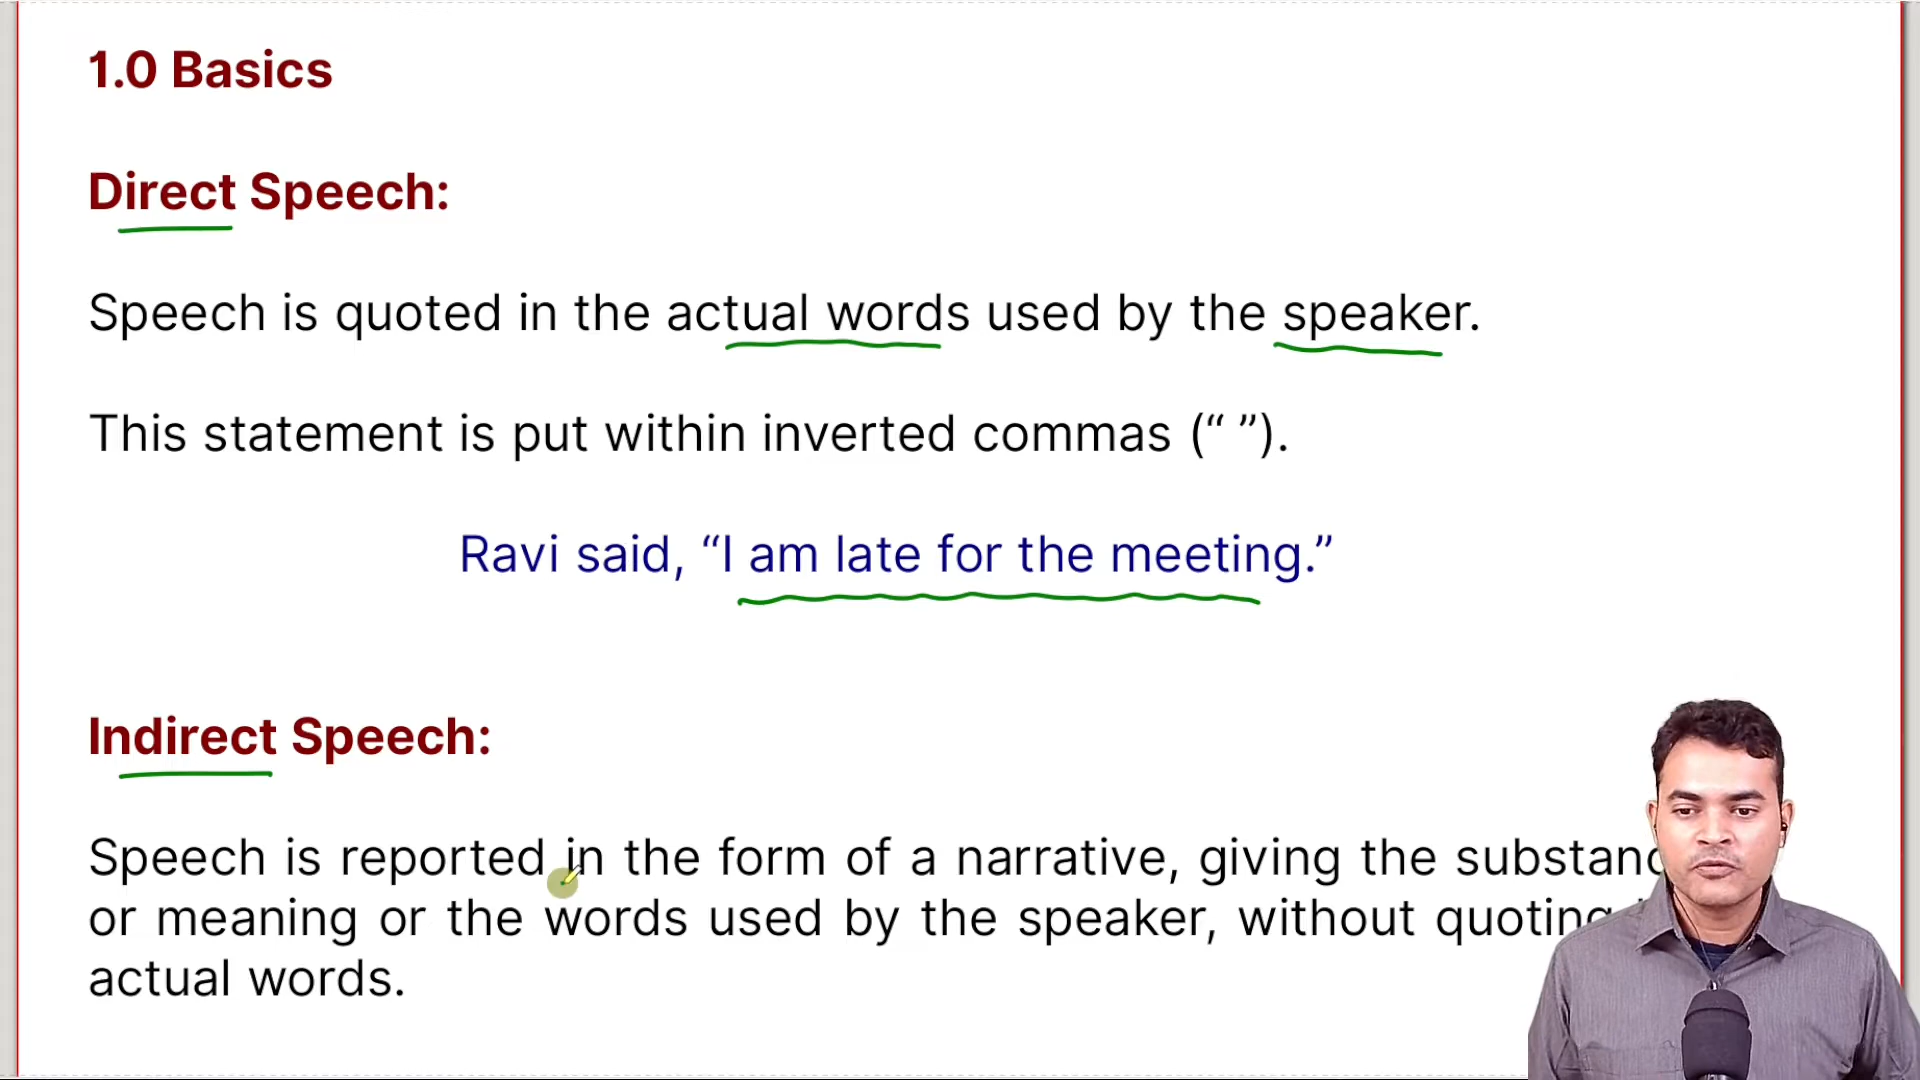 1.0 Basics
Direct Speech:
Speech is quoted in the actual words used by the speaker.
This statement is put within inverted commas (“ ”).
Ravi said, “I am late for the meeting.”
Indirect Speech:
Speech is reported in the form of a narrative, giving the
or meaning or the words used by the speaker, without quoting
actual words.